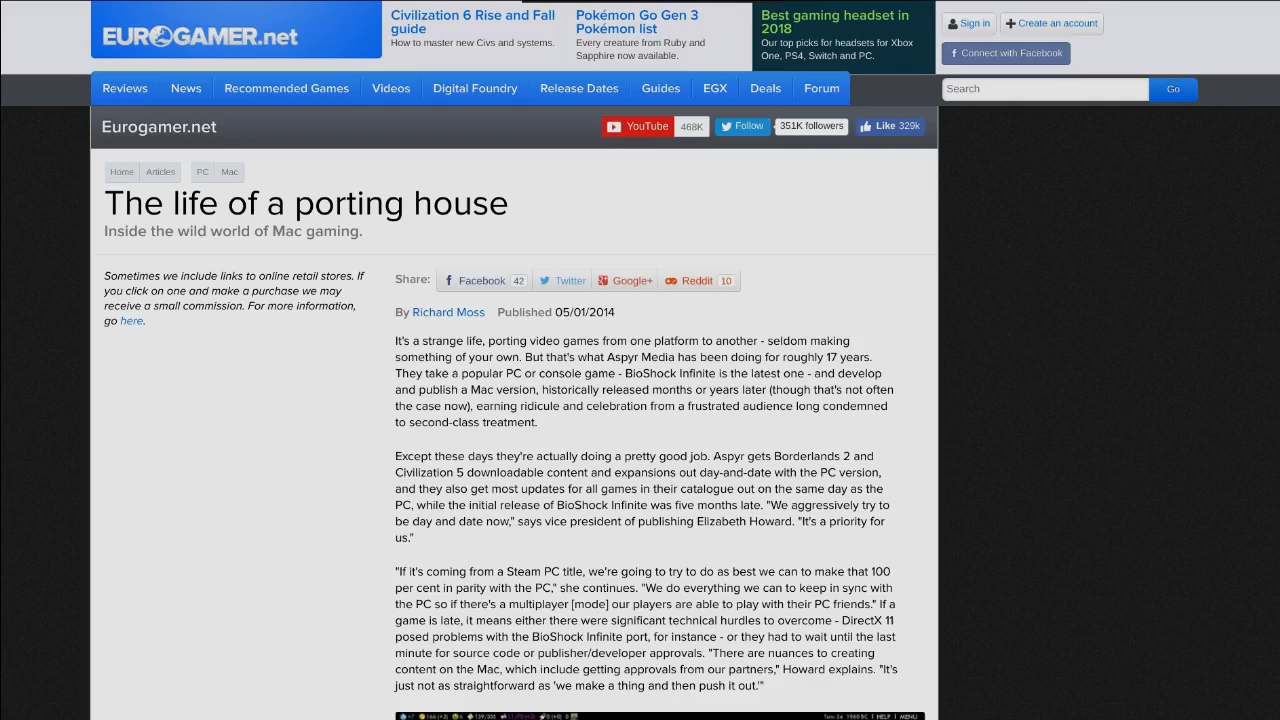 EUROGAMER.net
Civilization 6 Rise and Fall
guide
How to master new Civs and systems.
Pokémon Go Gen 3
Pokémon list
Every creature from Ruby and
Sapphire now available.
Best gaming headset in
2018
Our top picks for headsets for Xbox
One, PS4, Switch and PC.
Sign in
Create an account
Connect with Facebook
Reviews News Recommended Games Videos Digital Foundry Release Dates Guides EGX Deals Forum
Search Go
Eurogamer.net
YouTube 468K
Follow 351K followers
Like 329k
Home Articles PC Mac
The life of a porting house
Inside the wild world of Mac gaming.
Sometimes we include links to online retail stores. If
you click on one and make a purchase we may
receive a small commission. For more information,
go here.
Share: Facebook 42 Twitter Google+ Reddit 10
By Richard Moss Published 05/01/2014
It's a strange life, porting video games from one platform to another - seldom making
something of your own. But that's what Aspyr Media has been doing for roughly 17 years.
They take a popular PC or console game - BioShock Infinite is the latest one - and develop
and publish a Mac version, historically released months or years later (though that's not often
the case now), earning ridicule and celebration from a frustrated audience long condemned
to second-class treatment.
Except these days they're actually doing a pretty good job. Aspyr gets Borderlands 2 and
Civilization 5 downloadable content and expansions out day-and-date with the PC version,
and they also get most updates for all games in their catalogue out on the same day as the
PC, while the initial release of BioShock Infinite was five months late. "We aggressively try to
be day and date now," says vice president of publishing Elizabeth Howard. "It's a priority for
us."
"If it's coming from a Steam PC title, we're going to try to do as best we can to make that 100
per cent in parity with the PC," she continues. "We do everything we can to keep in sync with
the PC so if there's a multiplayer [mode] our players are able to play with their PC friends." If a
game is late, it means either there were significant technical hurdles to overcome - DirectX 11
posed problems with the BioShock Infinite port, for instance - or they had to wait until the last
minute for source code or publisher/developer approvals. "There are nuances to creating
content on the Mac, which include getting approvals from our partners," Howard explains. "It's
just not as straightforward as 'we make a thing and then push it out.'"
HELP | MENU